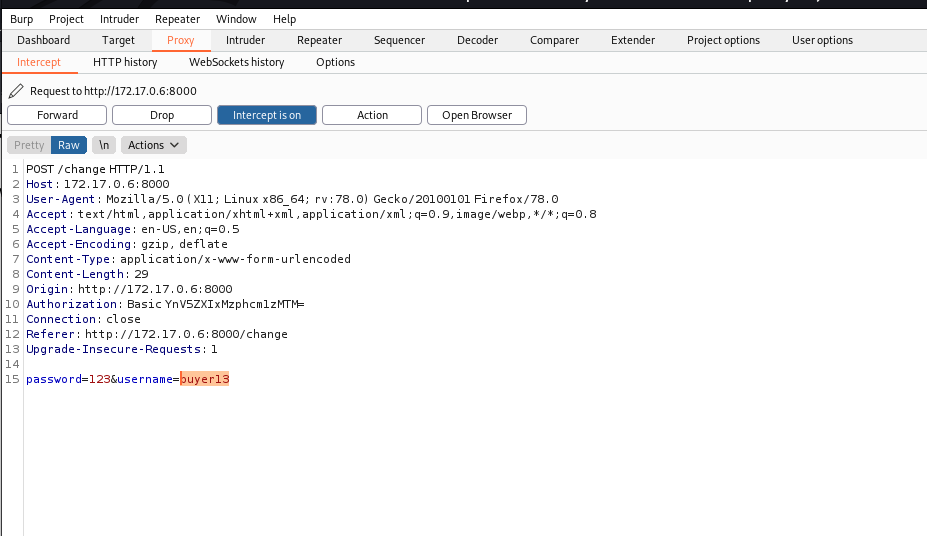 Burp Project Intruder Repeater Window Help
Dashboard Target Proxy Intruder Repeater Sequencer Decoder Comparer Extender Project options User options
Intercept HTTP history WebSockets history Options
Request to http://172.17.0.6:8000
Forward Drop Intercept is on Action Open Browser
Pretty Raw \n Actions
1 POST /change HTTP/1.1
2 Host: 172.17.0.6:8000
3 User-Agent: Mozilla/5.0 (X11; Linux x86_64; rv:78.0) Gecko/20100101 Firefox/78.0
4 Accept: text/html,application/xhtml+xml,application/xml;q=0.9,image/webp,*/*;q=0.8
5 Accept-Language: en-US,en;q=0.5
6 Accept-Encoding: gzip, deflate
7 Content-Type: application/x-www-form-urlencoded
8 Content-Length: 29
9 Origin: http://172.17.0.6:8000
10 Authorization: Basic YnV5ZXIxMzphcm1zMTM=
11 Connection: close
12 Referer: http://172.17.0.6:8000/change
13 Upgrade-Insecure-Requests: 1
14
15 password=123&username=buyer13